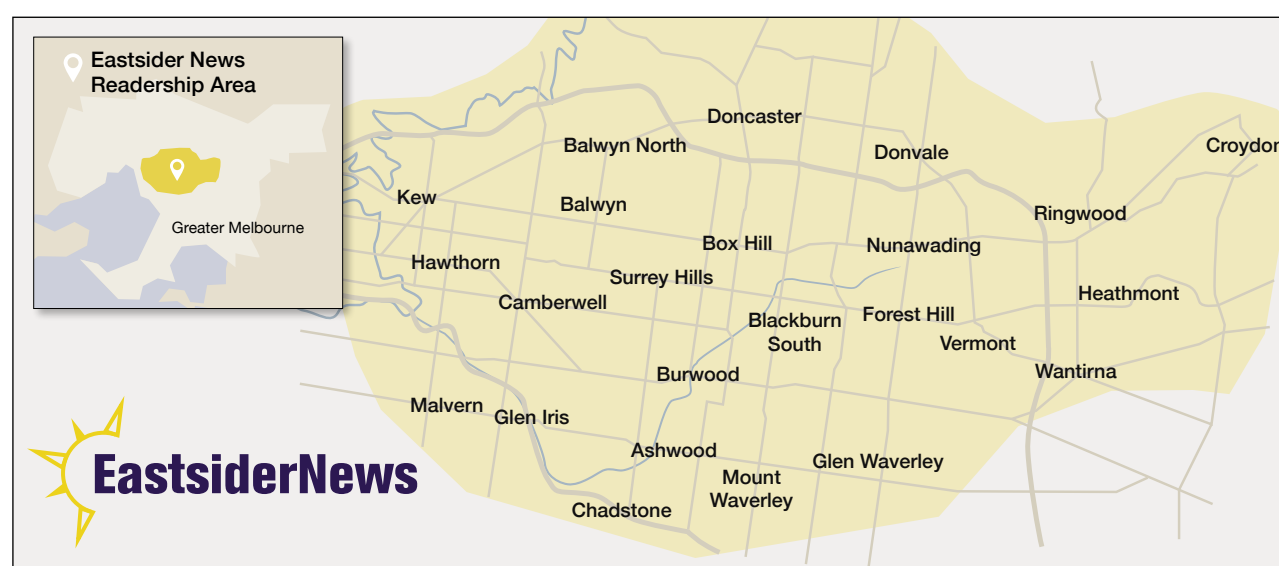 Eastsider News
Readership Area
Greater Melbourne
Doncaster
Balwyn North
Donvale
Croydon
Kew
Balwyn
Ringwood
Box Hill
Nunawading
Hawthorn
Surrey Hills
Heathmont
Camberwell
Blackburn
South
Forest Hill
Vermont
Burwood
Wantirna
Malvern
Glen Iris
Ashwood
Glen Waverley
Mount
Waverley
Chadstone
EastsiderNews